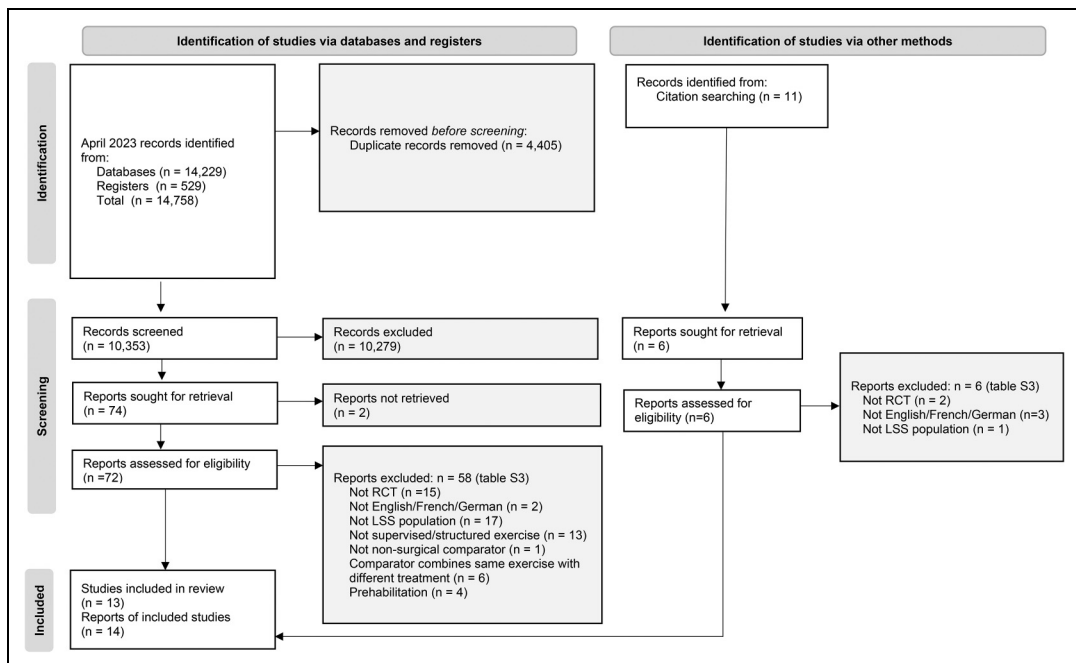 Identification of studies via databases and registers
Identification of studies via other methods
Identification
April 2023 records identified
from:
Databases (n = 14,229)
Registers (n = 529)
Total (n = 14,758)
Records removed before screening:
Duplicate records removed (n = 4,405)
Records identified from:
Citation searching (n = 11)
Screening
Records screened
(n = 10,353)
Records excluded
(n = 10,279)
Reports sought for retrieval
(n = 74)
Reports not retrieved
(n = 2)
Reports assessed for eligibility
(n =72)
Reports excluded: n = 58 (table S3)
Not RCT (n =15)
Not English/French/German (n = 2)
Not LSS population (n = 17)
Not supervised/structured exercise (n = 13)
Not non-surgical comparator (n = 1)
Comparator combines same exercise with
different treatment (n = 6)
Prehabilitation (n = 4)
Reports sought for retrieval
(n = 6)
Reports assessed for
eligibility (n=6)
Reports excluded: n = 6 (table S3)
Not RCT (n = 2)
Not English/French/German (n=3)
Not LSS population (n = 1)
Included
Studies included in review
(n = 13)
Reports of included studies
(n = 14)